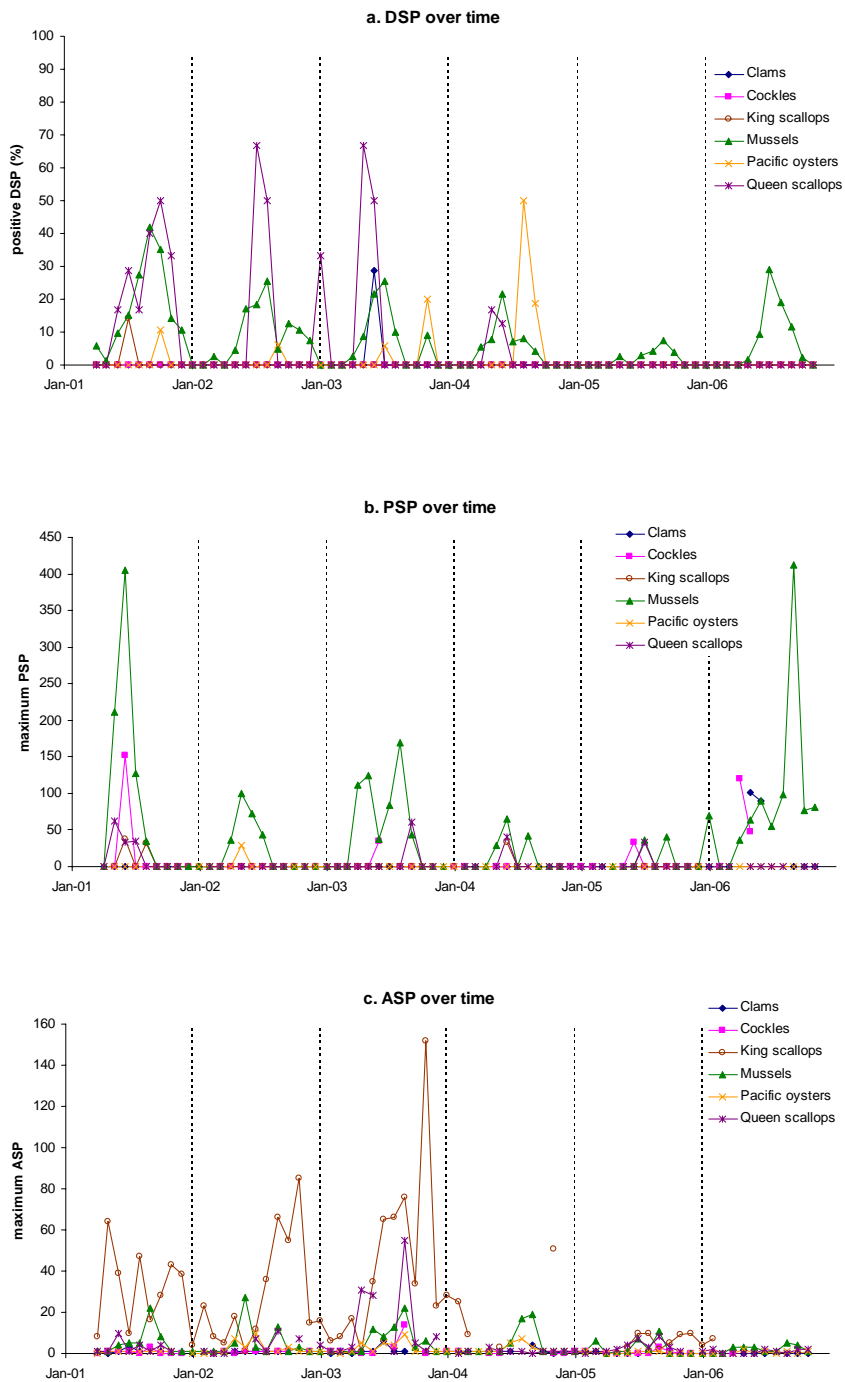 a. DSP over time
positive DSP (%)
100
90
80
70
60
50
40
30
20
10
0
Jan-01 Jan-02 Jan-03 Jan-04 Jan-05 Jan-06
Clams
Cockles
King scallops
Mussels
Pacific oysters
Queen scallops
b. PSP over time
maximum PSP
450
400
350
300
250
200
150
100
50
0
Jan-01 Jan-02 Jan-03 Jan-04 Jan-05 Jan-06
Clams
Cockles
King scallops
Mussels
Pacific oysters
Queen scallops
c. ASP over time
maximum ASP
160
140
120
100
80
60
40
20
0
Jan-01 Jan-02 Jan-03 Jan-04 Jan-05 Jan-06
Clams
Cockles
King scallops
Mussels
Pacific oysters
Queen scallops